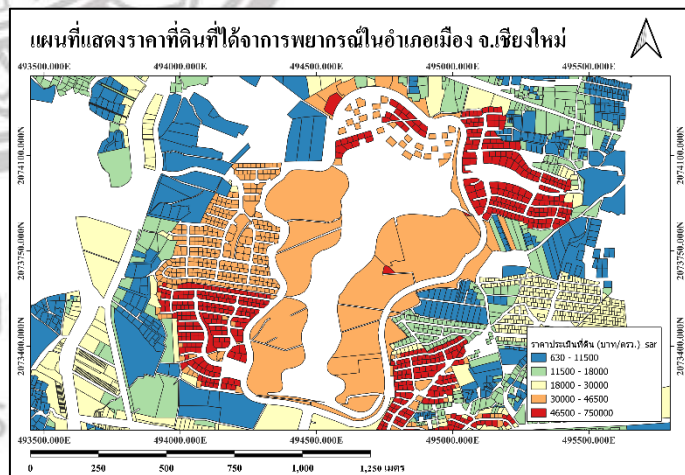 แผนที่แสดงราคาที่ดินที่ได้จาการพยากรณ์ในอำเภอเมือง จ.เชียงใหม่
493500.000E 494000.000E 494500.000E 495000.000E 495500.000E
2074100.000N
2073750.000N
2073400.000N
2074100.000N
2073750.000N
2073400.000N
ราคาประเมินที่ดิน (บาท/ตรว.) sar
630 - 11500
11500 - 18000
18000 - 30000
30000 - 46500
46500 - 750000
493500.000E 494000.000E 494500.000E 495000.000E 495500.000E
0 250 500 750 1,000 1,250 เมตร